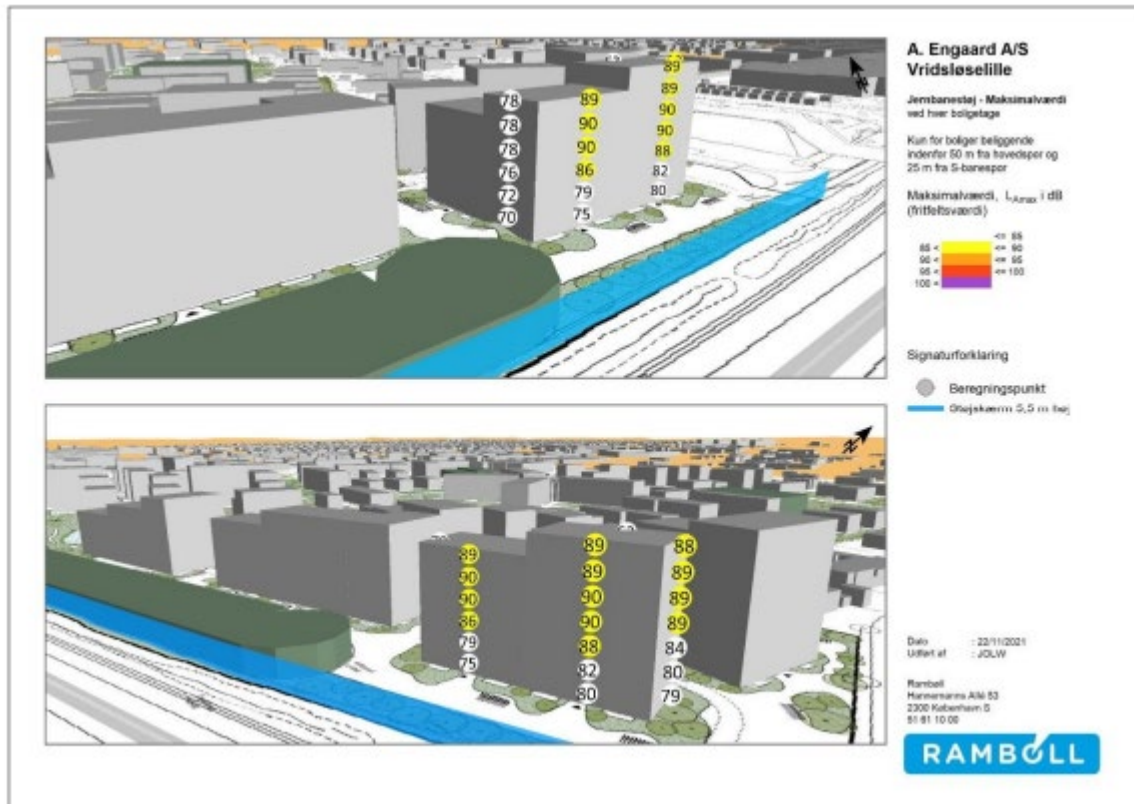 A. Engaard A/S
Vridsløselille
Jernbanestøj - Maksimalværdi
ved hver boligetage
Kun for boliger beliggende
indenfor 50 m fra hovedspor og
25 m fra S-banespor
Maksimalværdi, LAmax i dB
(fritfeltsværdi)
<= 85
85 < <= 90
90 < <= 95
95 < <= 100
100 <
Signaturforklaring
Beregningspunkt
Støjskærm 5,5 m høj
78 89 89
78 90 89
78 90 90
76 86 90
72 79 88
70 75 82
80
N
89 89 88
90 89 89
90 90 89
86 90 89
79 88 84
75 82 80
80 79
N
Dato : 22/11/2021
Udført af : JOLW
Rambøll
Hannemanns Allé 53
2300 København S
51 61 10 00
RAMBOLL